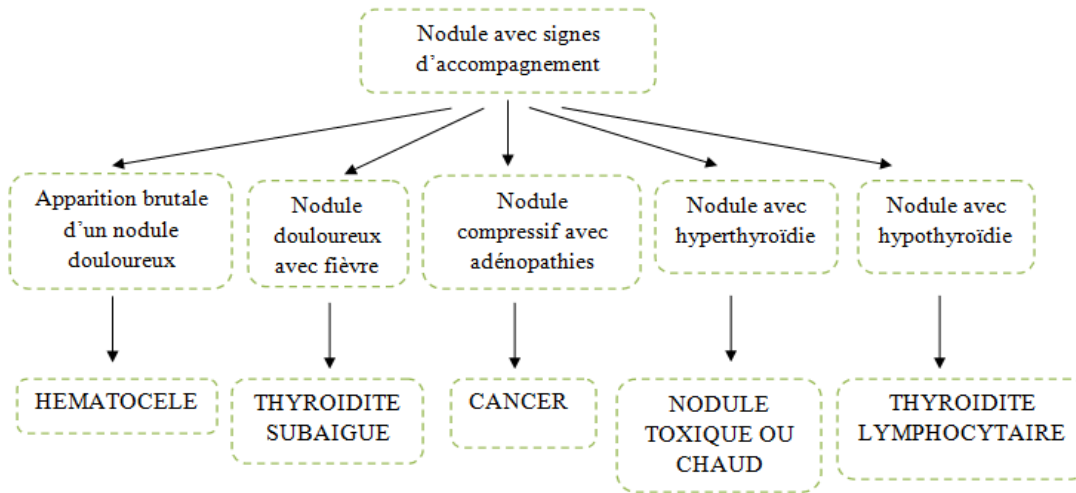 Nodule avec signes
d’accompagnement
Apparition brutale
d’un nodule
douloureux
Nodule
douloureux
avec fièvre
Nodule
compressif avec
adénopathies
Nodule avec
hyperthyroïdie
Nodule avec
hypothyroïdie
HEMATOCELE
THYROIDITE
SUBAIGUE
CANCER
NODULE
TOXIQUE OU
CHAUD
THYROIDITE
LYMPHOCYTAIRE